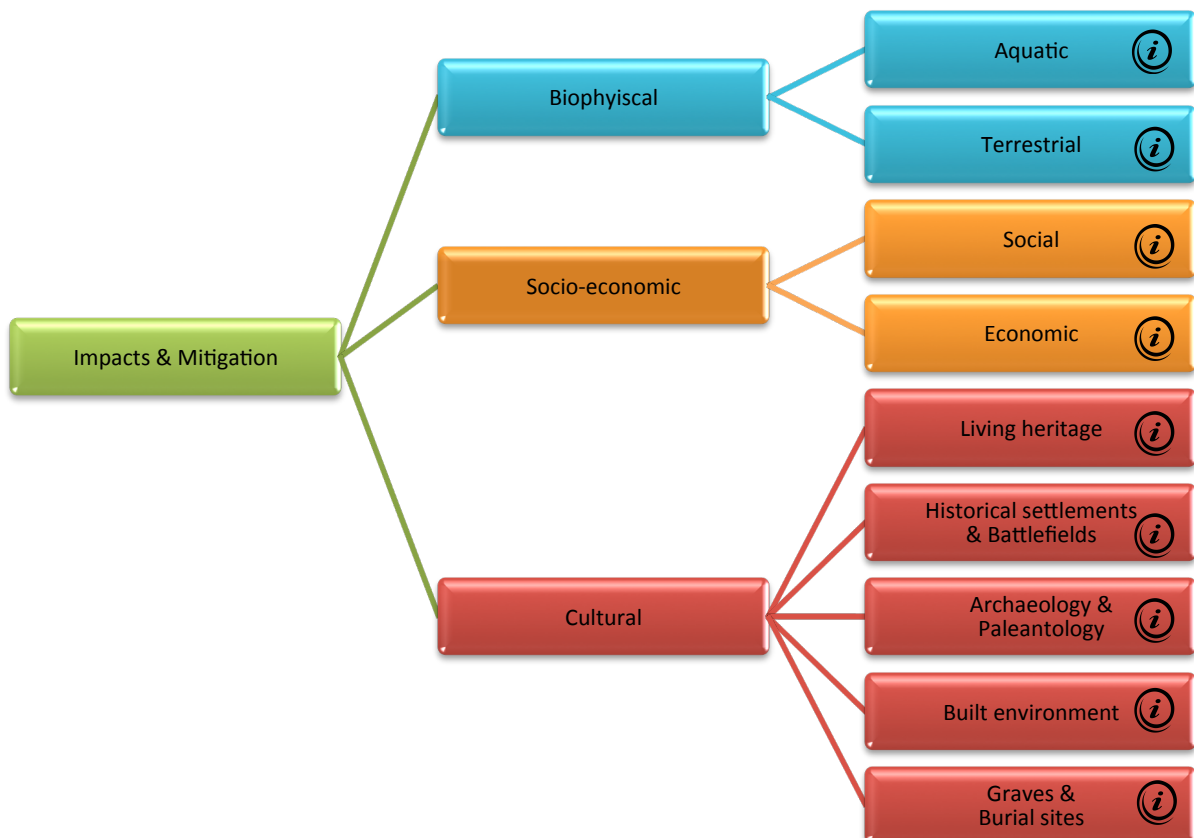 Impacts & Mitigation
Biophyiscal
Aquatic
i
Terrestrial
i
Socio-economic
Social
i
Economic
i
Cultural
Living heritage
i
Historical settlements
& Battlefields
i
Archaeology &
Paleantology
i
Built environment
i
Graves &
Burial sites
i